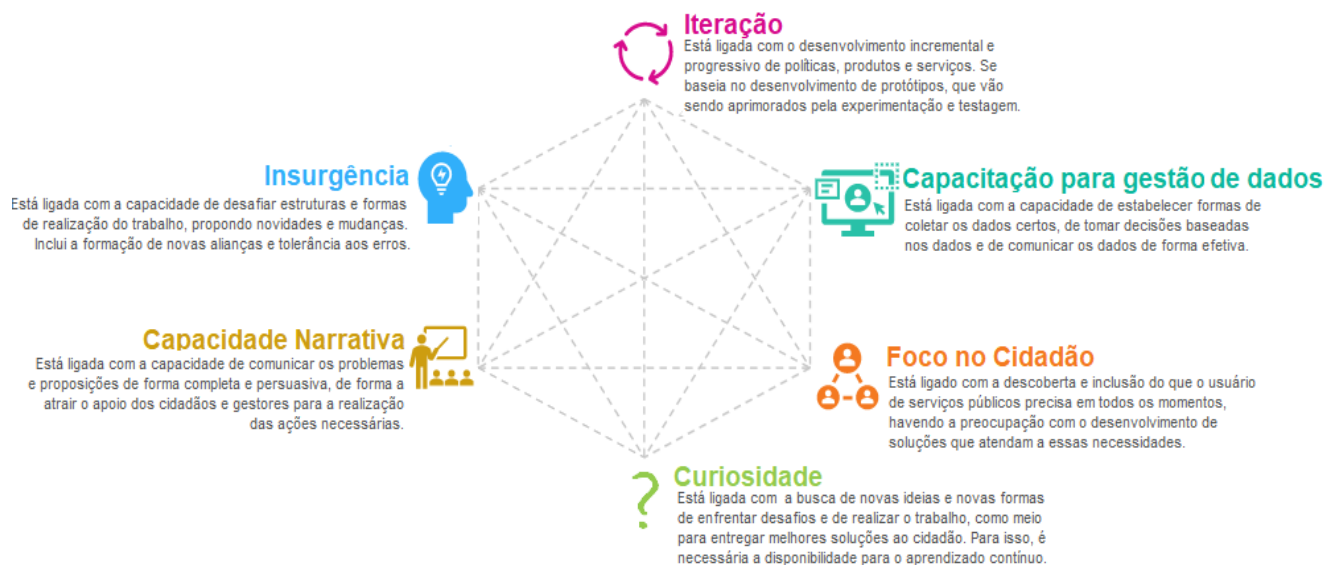 Iteração
Está ligada com o desenvolvimento incremental e
progressivo de políticas, produtos e serviços. Se
baseia no desenvolvimento de protótipos, que vão
sendo aprimorados pela experimentação e testagem.
Insurgência
Está ligada com a capacidade de desafiar estruturas e formas
de realização do trabalho, propondo novidades e mudanças.
Inclui a formação de novas alianças e tolerância aos erros.
Capacitação para gestão de dados
Está ligada com a capacidade de estabelecer formas de
coletar os dados certos, de tomar decisões baseadas
nos dados e de comunicar os dados de forma efetiva.
Capacidade Narrativa
Está ligada com a capacidade de comunicar os problemas
e proposições de forma completa e persuasiva, de forma a
atrair o apoio dos cidadãos e gestores para a realização
das ações necessárias.
Foco no Cidadão
Está ligado com a descoberta e inclusão do que o usuário
de serviços públicos precisa em todos os momentos,
havendo a preocupação com o desenvolvimento de
soluções que atendam a essas necessidades.
?
Curiosidade
Está ligada com a busca de novas ideias e novas formas
de enfrentar desafios e de realizar o trabalho, como meio
para entregar melhores soluções ao cidadão. Para isso, é
necessária a disponibilidade para o aprendizado contínuo.